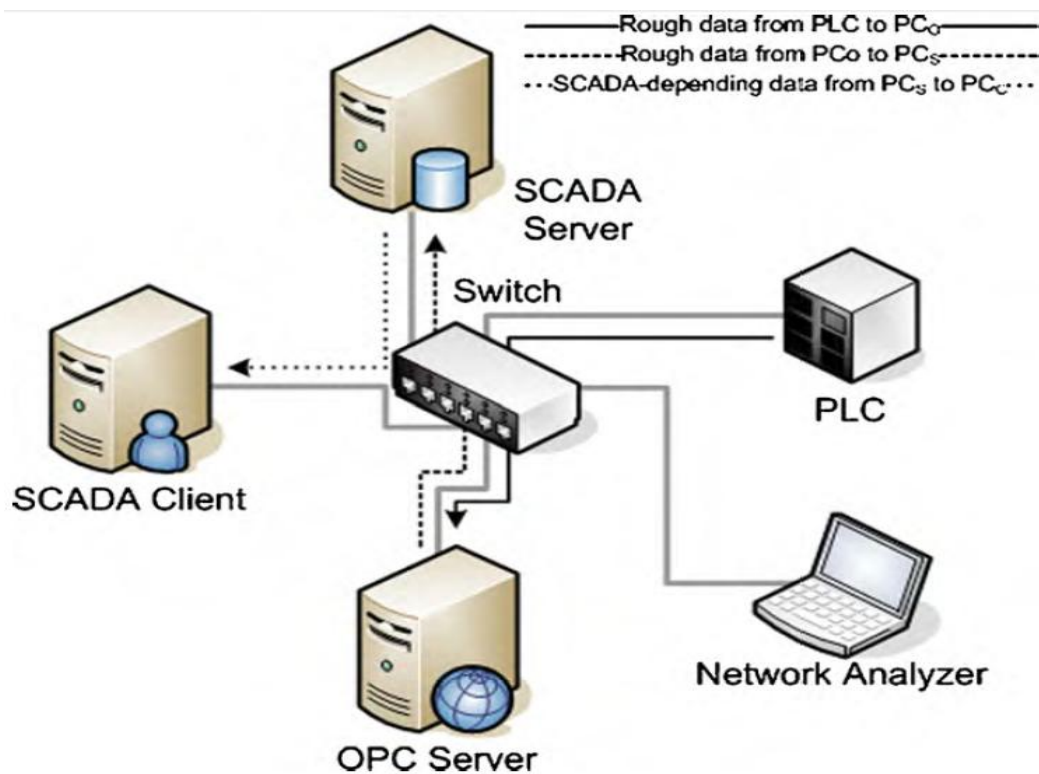 Rough data from PLC to PCO
Rough data from PCo to PCS
SCADA-depending data from PCS to PCC
SCADA
Server
Switch
PLC
SCADA Client
Network Analyzer
OPC Server